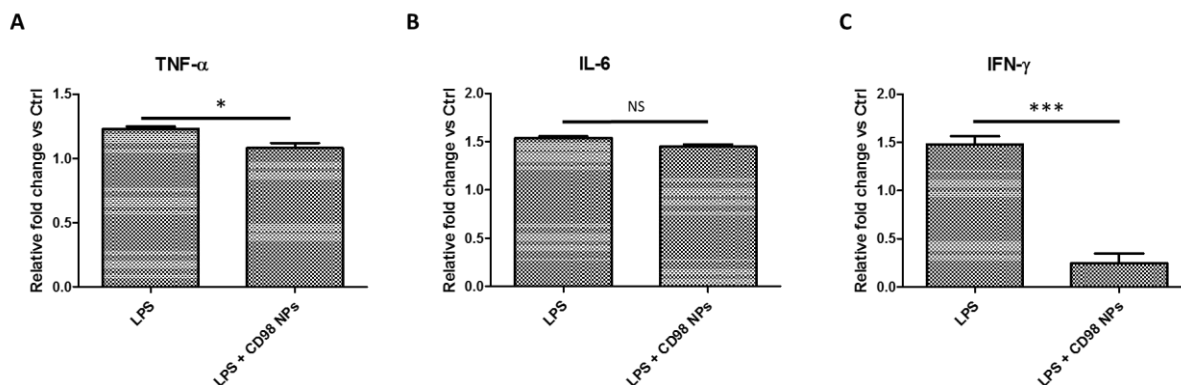 A
TNF-α
Relative fold change vs Ctrl
1.5
1.0
0.5
0.0
*
LPS
LPS + CD98 NPs
B
IL-6
Relative fold change vs Ctrl
2.0
1.5
1.0
0.5
0.0
NS
LPS
LPS + CD98 NPs
C
IFN-γ
Relative fold change vs Ctrl
2.0
1.5
1.0
0.5
0.0
***
LPS
LPS + CD98 NPs